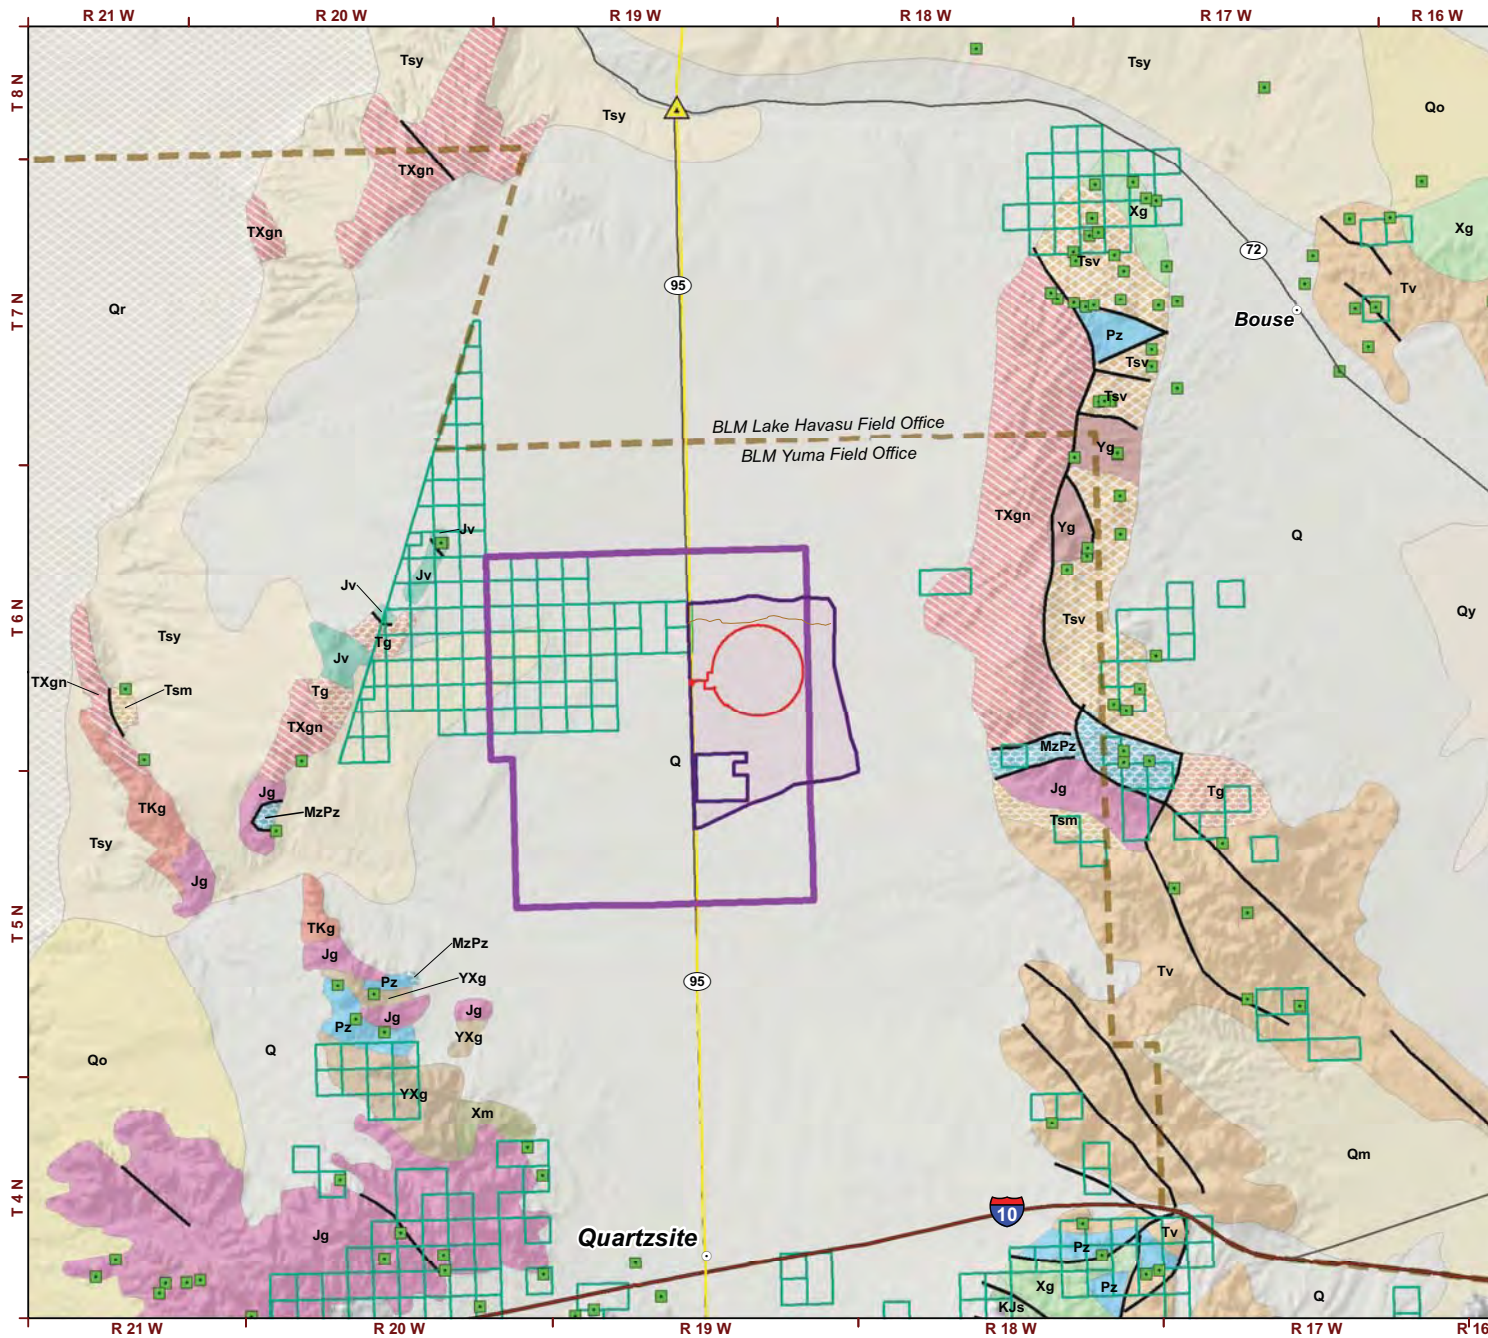 R 21 W
R 20 W
R 19 W
R 18 W
R 17 W
R 16 W
T 8 N
Tsy
Tsy
Tsy
Qo
TXgn
TXgn
Xg
Xg
72
Tsv
95
Tv
Qr
T 7 N
Bouse
Pz
Tsv
Tsv
BLM Lake Havasu Field Office
BLM Yuma Field Office
Yg
TXgn
Yg
Jv
Q
Jv
Jv
T 6 N
Tsy
Tsv
Qy
Tg
Jv
TXgn
Tsm
Tg
TXgn
MzPz
Q
Jg
Jg
Tg
TKg
MzPz
Tsm
Tsy
Jg
T 5 N
TKg
MzPz
Jg
YXg
Tv
Pz
95
Jg
Jg
Pz
YXg
Q
Qo
YXg
Xm
Qm
T 4 N
10
Jg
Quartzsite
Tv
Pz
Xg
Pz
Q
KJs
R 21 W
R 20 W
R 19 W
R 18 W
R 17 W
R 16